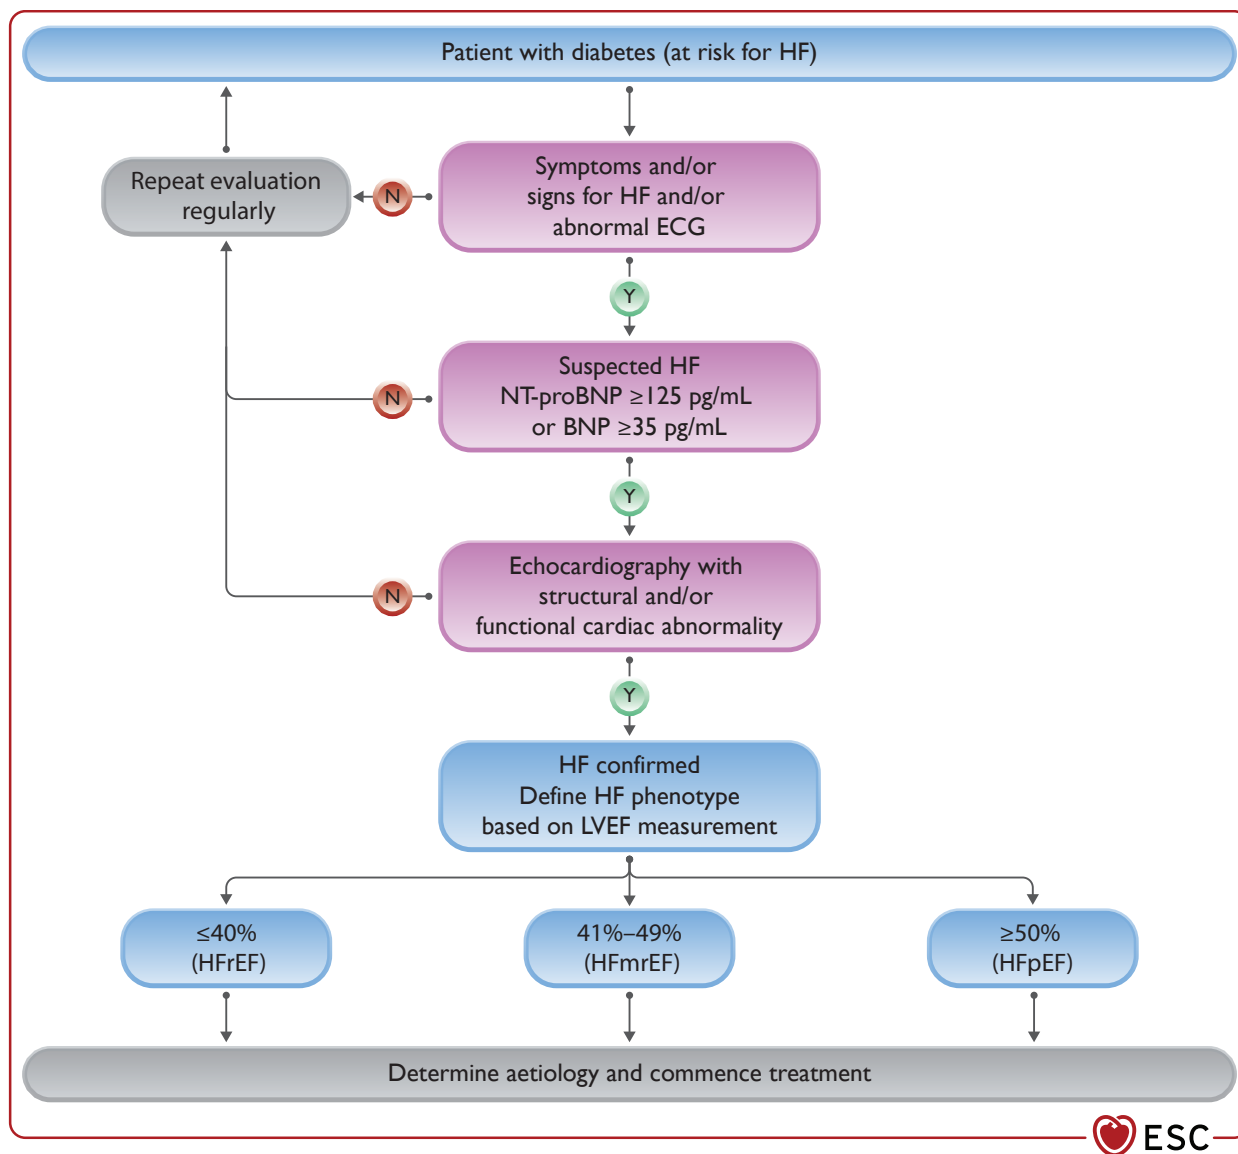 Patient with diabetes (at risk for HF)
Symptoms and/or
signs for HF and/or
abnormal ECG
N
Repeat evaluation
regularly
Y
Suspected HF
NT-proBNP ≥125 pg/mL
or BNP ≥35 pg/mL
N
Y
Echocardiography with
structural and/or
functional cardiac abnormality
N
Y
HF confirmed
Define HF phenotype
based on LVEF measurement
≤40%
(HFrEF)
41%–49%
(HFmrEF)
≥50%
(HFpEF)
Determine aetiology and commence treatment
ESC